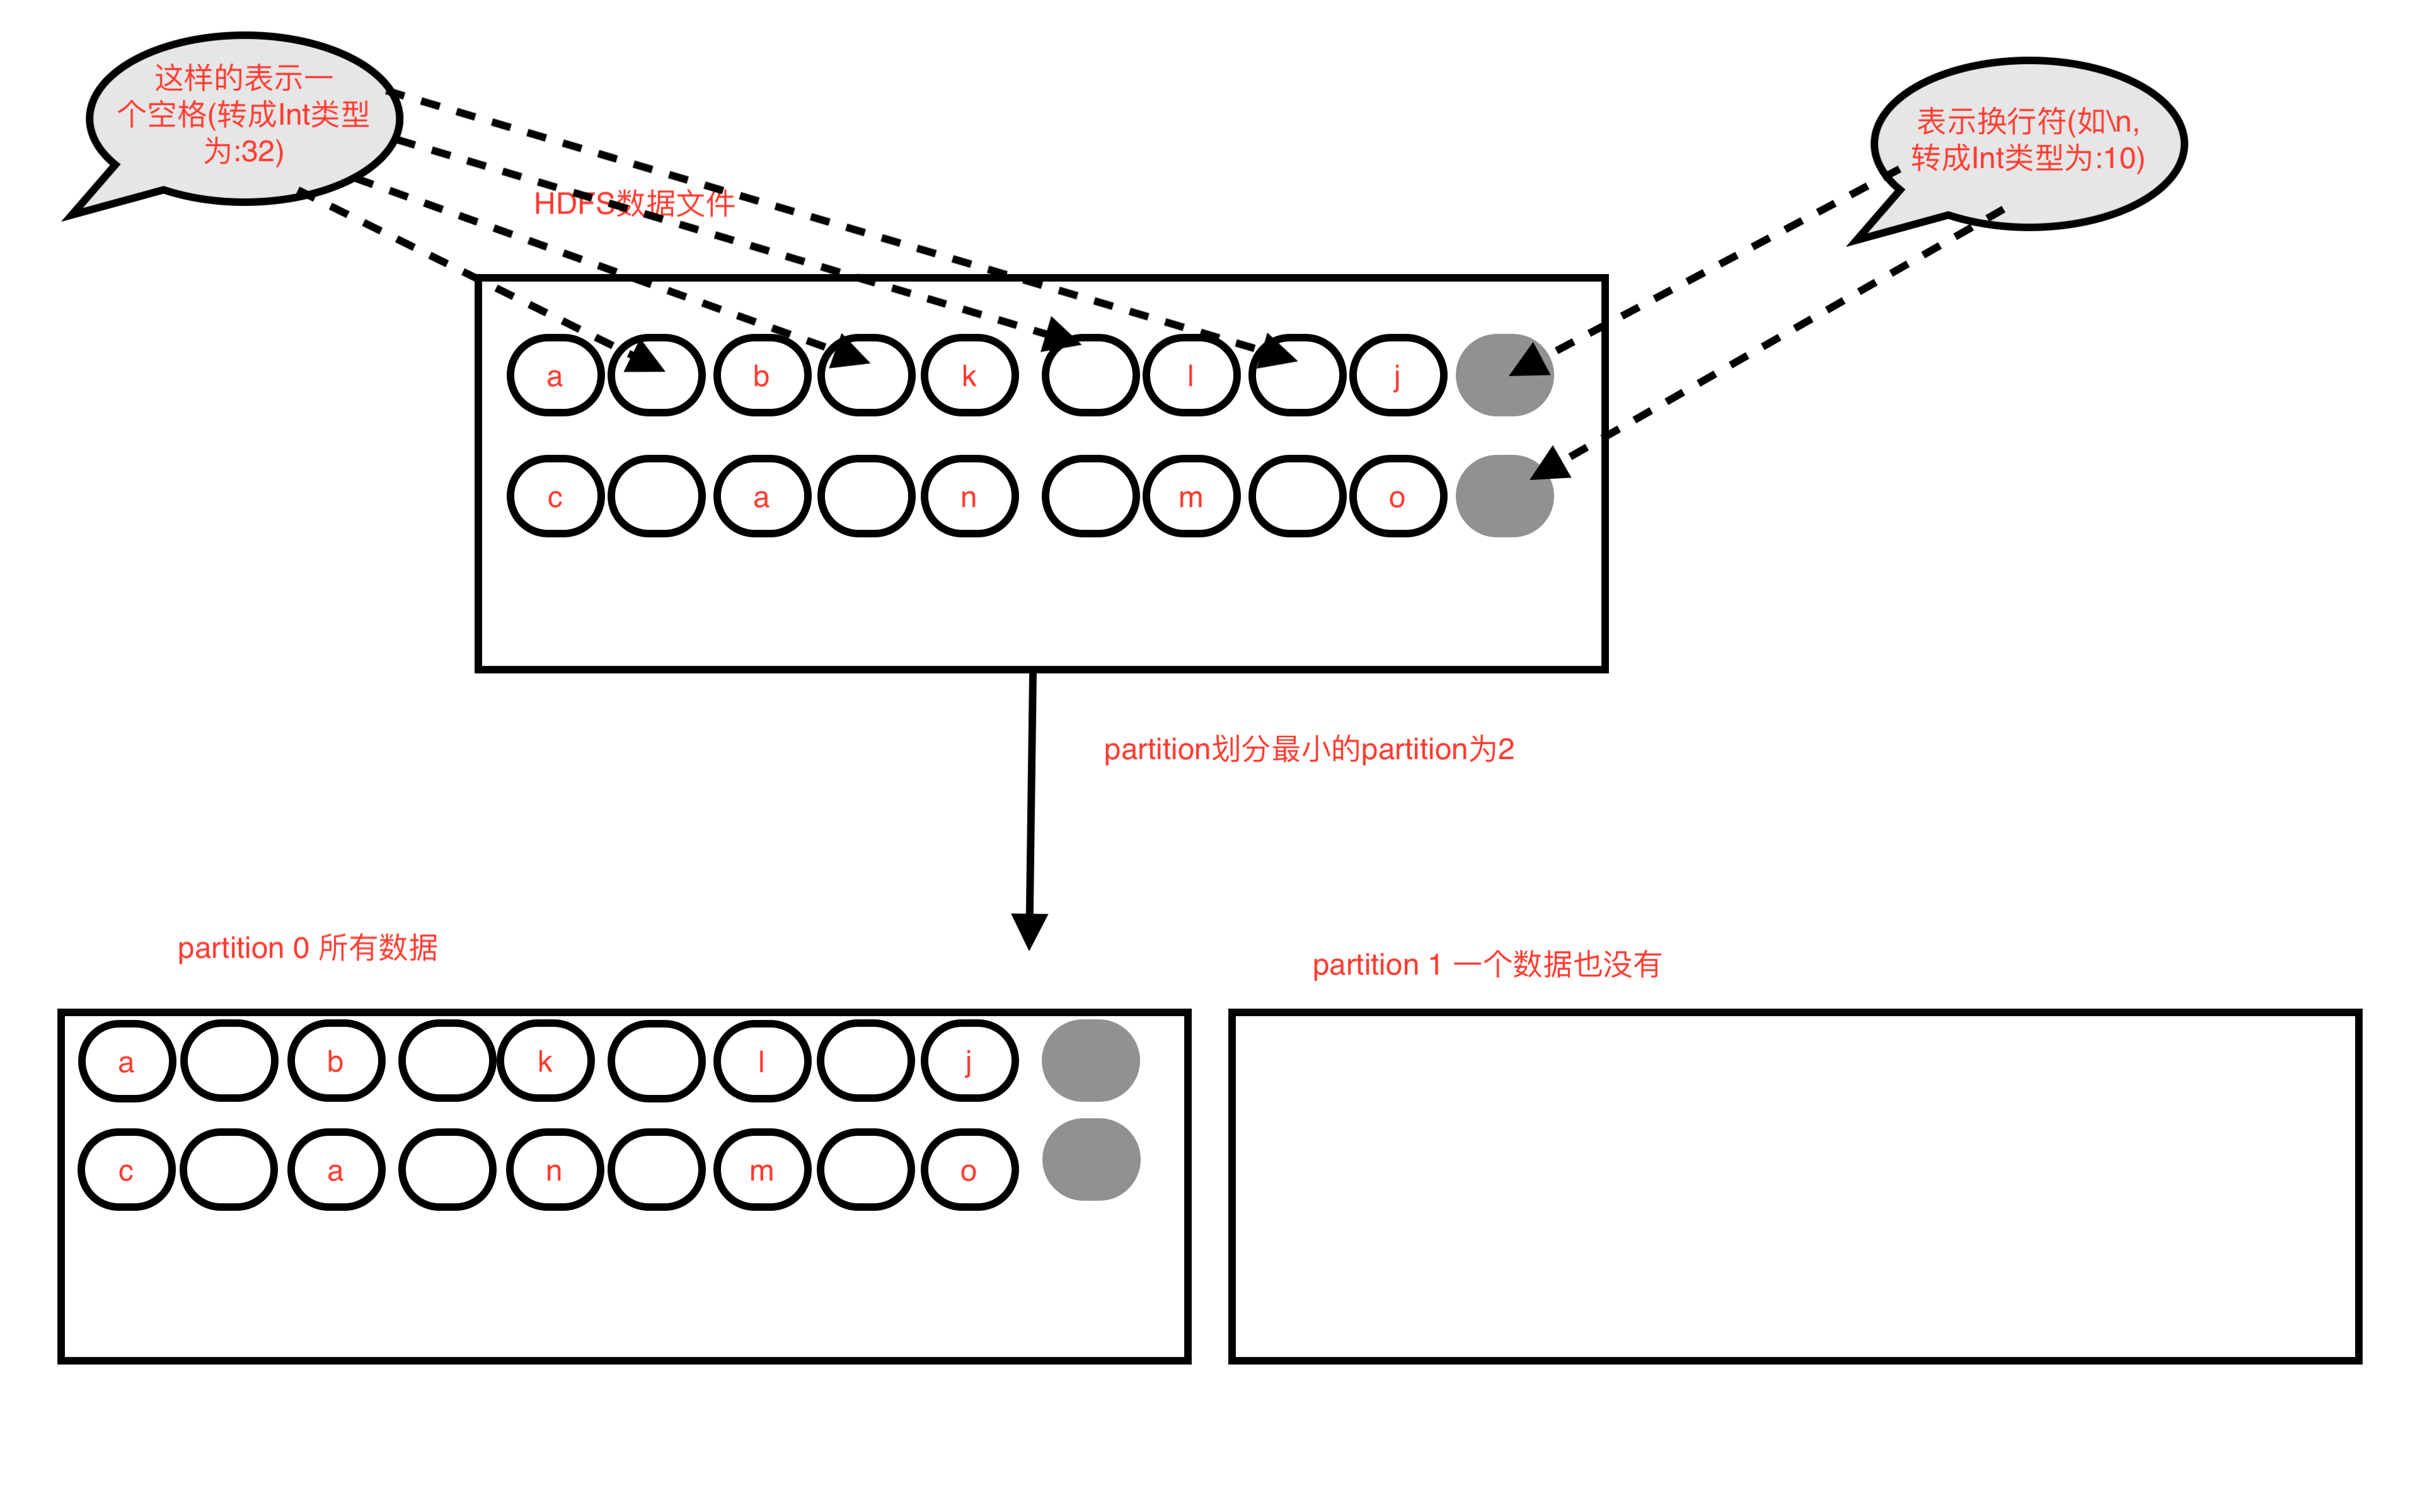 这样的表示一
个空格(转成Int类型
为:32)
表示换行符(如\n,
转成Int类型为:10)
HDFS数据文件
a b k l j
c a n m o
partition划分最小的partition为2
partition 0 所有数据
partition 1 一个数据也没有
a b k l j
c a n m o